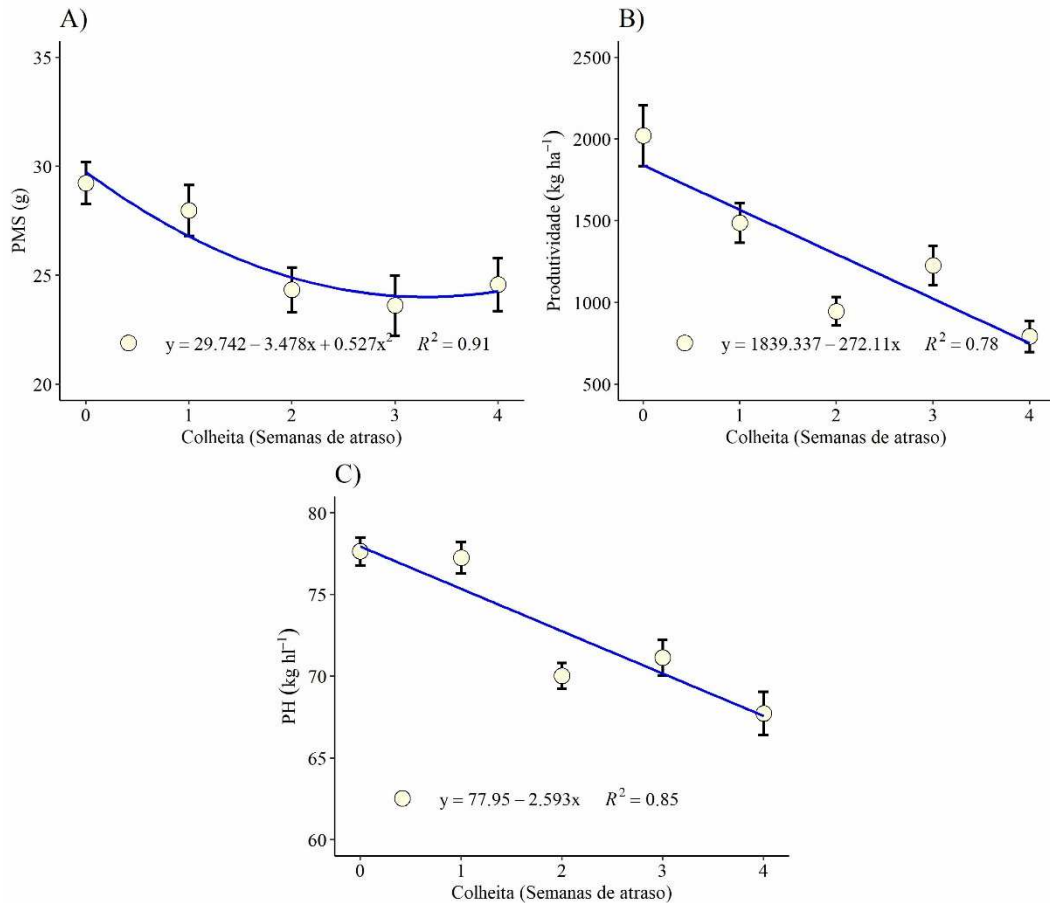 A)
35
30
25
20
PMS (g)
y = 29.742 − 3.478x + 0.527x² R² = 0.91
0 1 2 3 4
Colheita (Semanas de atraso)
B)
2500
2000
1500
1000
500
Produtividade (kg ha⁻¹)
y = 1839.337 − 272.11x R² = 0.78
0 1 2 3 4
Colheita (Semanas de atraso)
C)
80
75
70
65
60
PH (kg hl⁻¹)
y = 77.95 − 2.593x R² = 0.85
0 1 2 3 4
Colheita (Semanas de atraso)